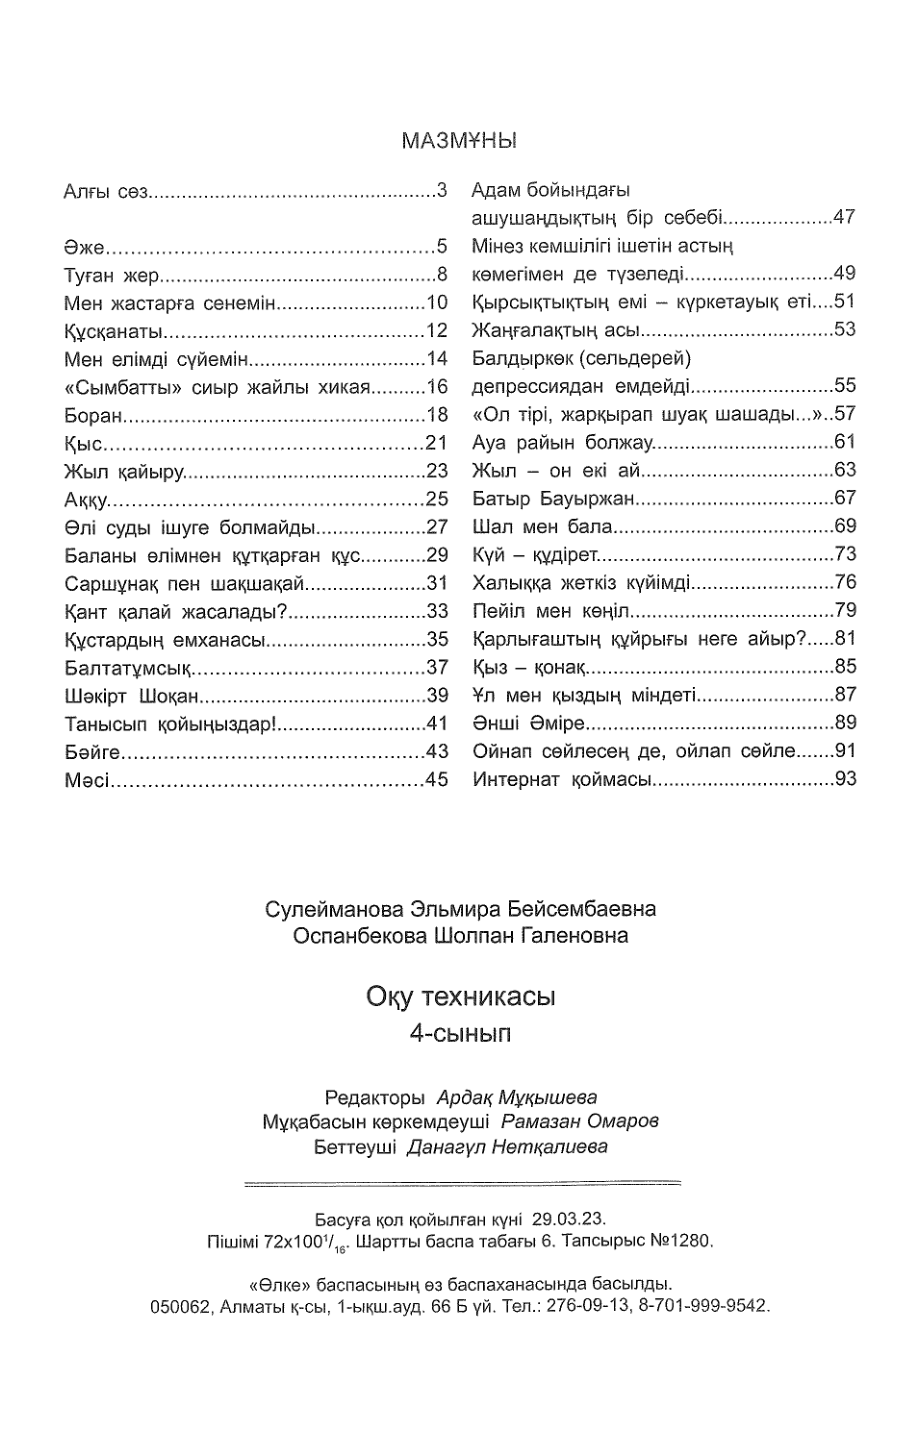 МАЗМҰНЫ
Алғы сөз....................................................3
Әже............................................................5
Туған жер..................................................8
Мен жастарға сенемін...........................10
Құсқанаты...............................................12
Мен елімді сүйемін................................14
«Сымбатты» сиыр жайлы хикая..........16
Боран.......................................................18
Қыс..........................................................21
Жыл қайыру............................................23
Аққу.........................................................25
Өлі суды ішуге болмайды....................27
Баланы өлімнен құтқарған құс............29
Саршұнақ пен шақшақай......................31
Қант қалай жасалады?.........................33
Құстардың емханасы.............................35
Балтатұмсық..........................................37
Шәкірт Шоқан.........................................39
Танысып қойыңыздар!...........................41
Бәйге.......................................................43
Мәсі.........................................................45
Адам бойындағы
ашушаңдықтың бір себебі....................47
Мінез кемшілігі ішетін астың
көмегімен де түзеледі...........................49
Қырсықтықтың емі – күркетауық еті....51
Жаңғалақтың асы...................................53
Балдыркөк (сельдерей)
депрессиядан емдейді..........................55
«Ол тірі, жарқырап шуақ шашады...»..57
Ауа райын болжау................................61
Жыл – он екі ай...................................63
Батыр Бауыржан....................................67
Шал мен бала........................................69
Күй – құдірет...........................................73
Халыққа жеткіз күйімді..........................76
Пейіл мен көңіл.....................................79
Қарлығаштың құйрығы неге айыр?.....81
Қыз – қонақ.............................................85
Ұл мен қыздың міндеті........................87
Әнші Әміре............................................89
Ойнап сөйлесең де, ойлап сөйле.......91
Интернат қоймасы.................................93
Сулейманова Эльмира Бейсембаевна
Оспанбекова Шолпан Галеновна
Оқу техникасы
4-сынып
Редакторы Ардақ Мұқышева
Мұқабасын көркемдеуші Рамазан Омаров
Беттеуші Данагүл Нетқалиева
Басуға қол қойылған күні 29.03.23.
Пішімі 72х100¹/₁₆. Шартты баспа табағы 6. Тапсырыс №1280.
«Өлке» баспасының өз баспаханасында басылды.
050062, Алматы қ-сы, 1-ықш.ауд. 66 Б үй. Тел.: 276-09-13, 8-701-999-9542.